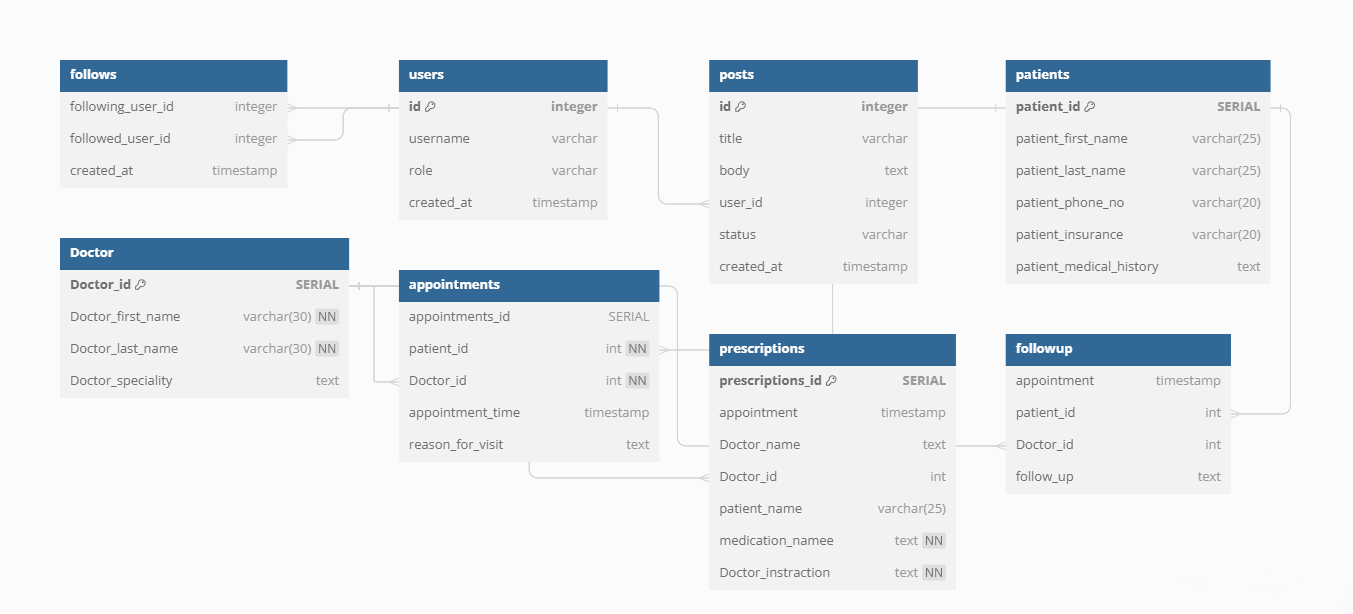 follows
following_user_id integer
followed_user_id integer
created_at timestamp
users
id integer
username varchar
role varchar
created_at timestamp
posts
id integer
title varchar
body text
user_id integer
status varchar
created_at timestamp
patients
patient_id SERIAL
patient_first_name varchar(25)
patient_last_name varchar(25)
patient_phone_no varchar(20)
patient_insurance varchar(20)
patient_medical_history text
Doctor
Doctor_id SERIAL
Doctor_first_name varchar(30) NN
Doctor_last_name varchar(30) NN
Doctor_speciality text
appointments
appointments_id SERIAL
patient_id int NN
Doctor_id int NN
appointment_time timestamp
reason_for_visit text
prescriptions
prescriptions_id SERIAL
appointment timestamp
Doctor_name text
Doctor_id int
patient_name varchar(25)
medication_namee text NN
Doctor_instraction text NN
followup
appointment timestamp
patient_id int
Doctor_id int
follow_up text